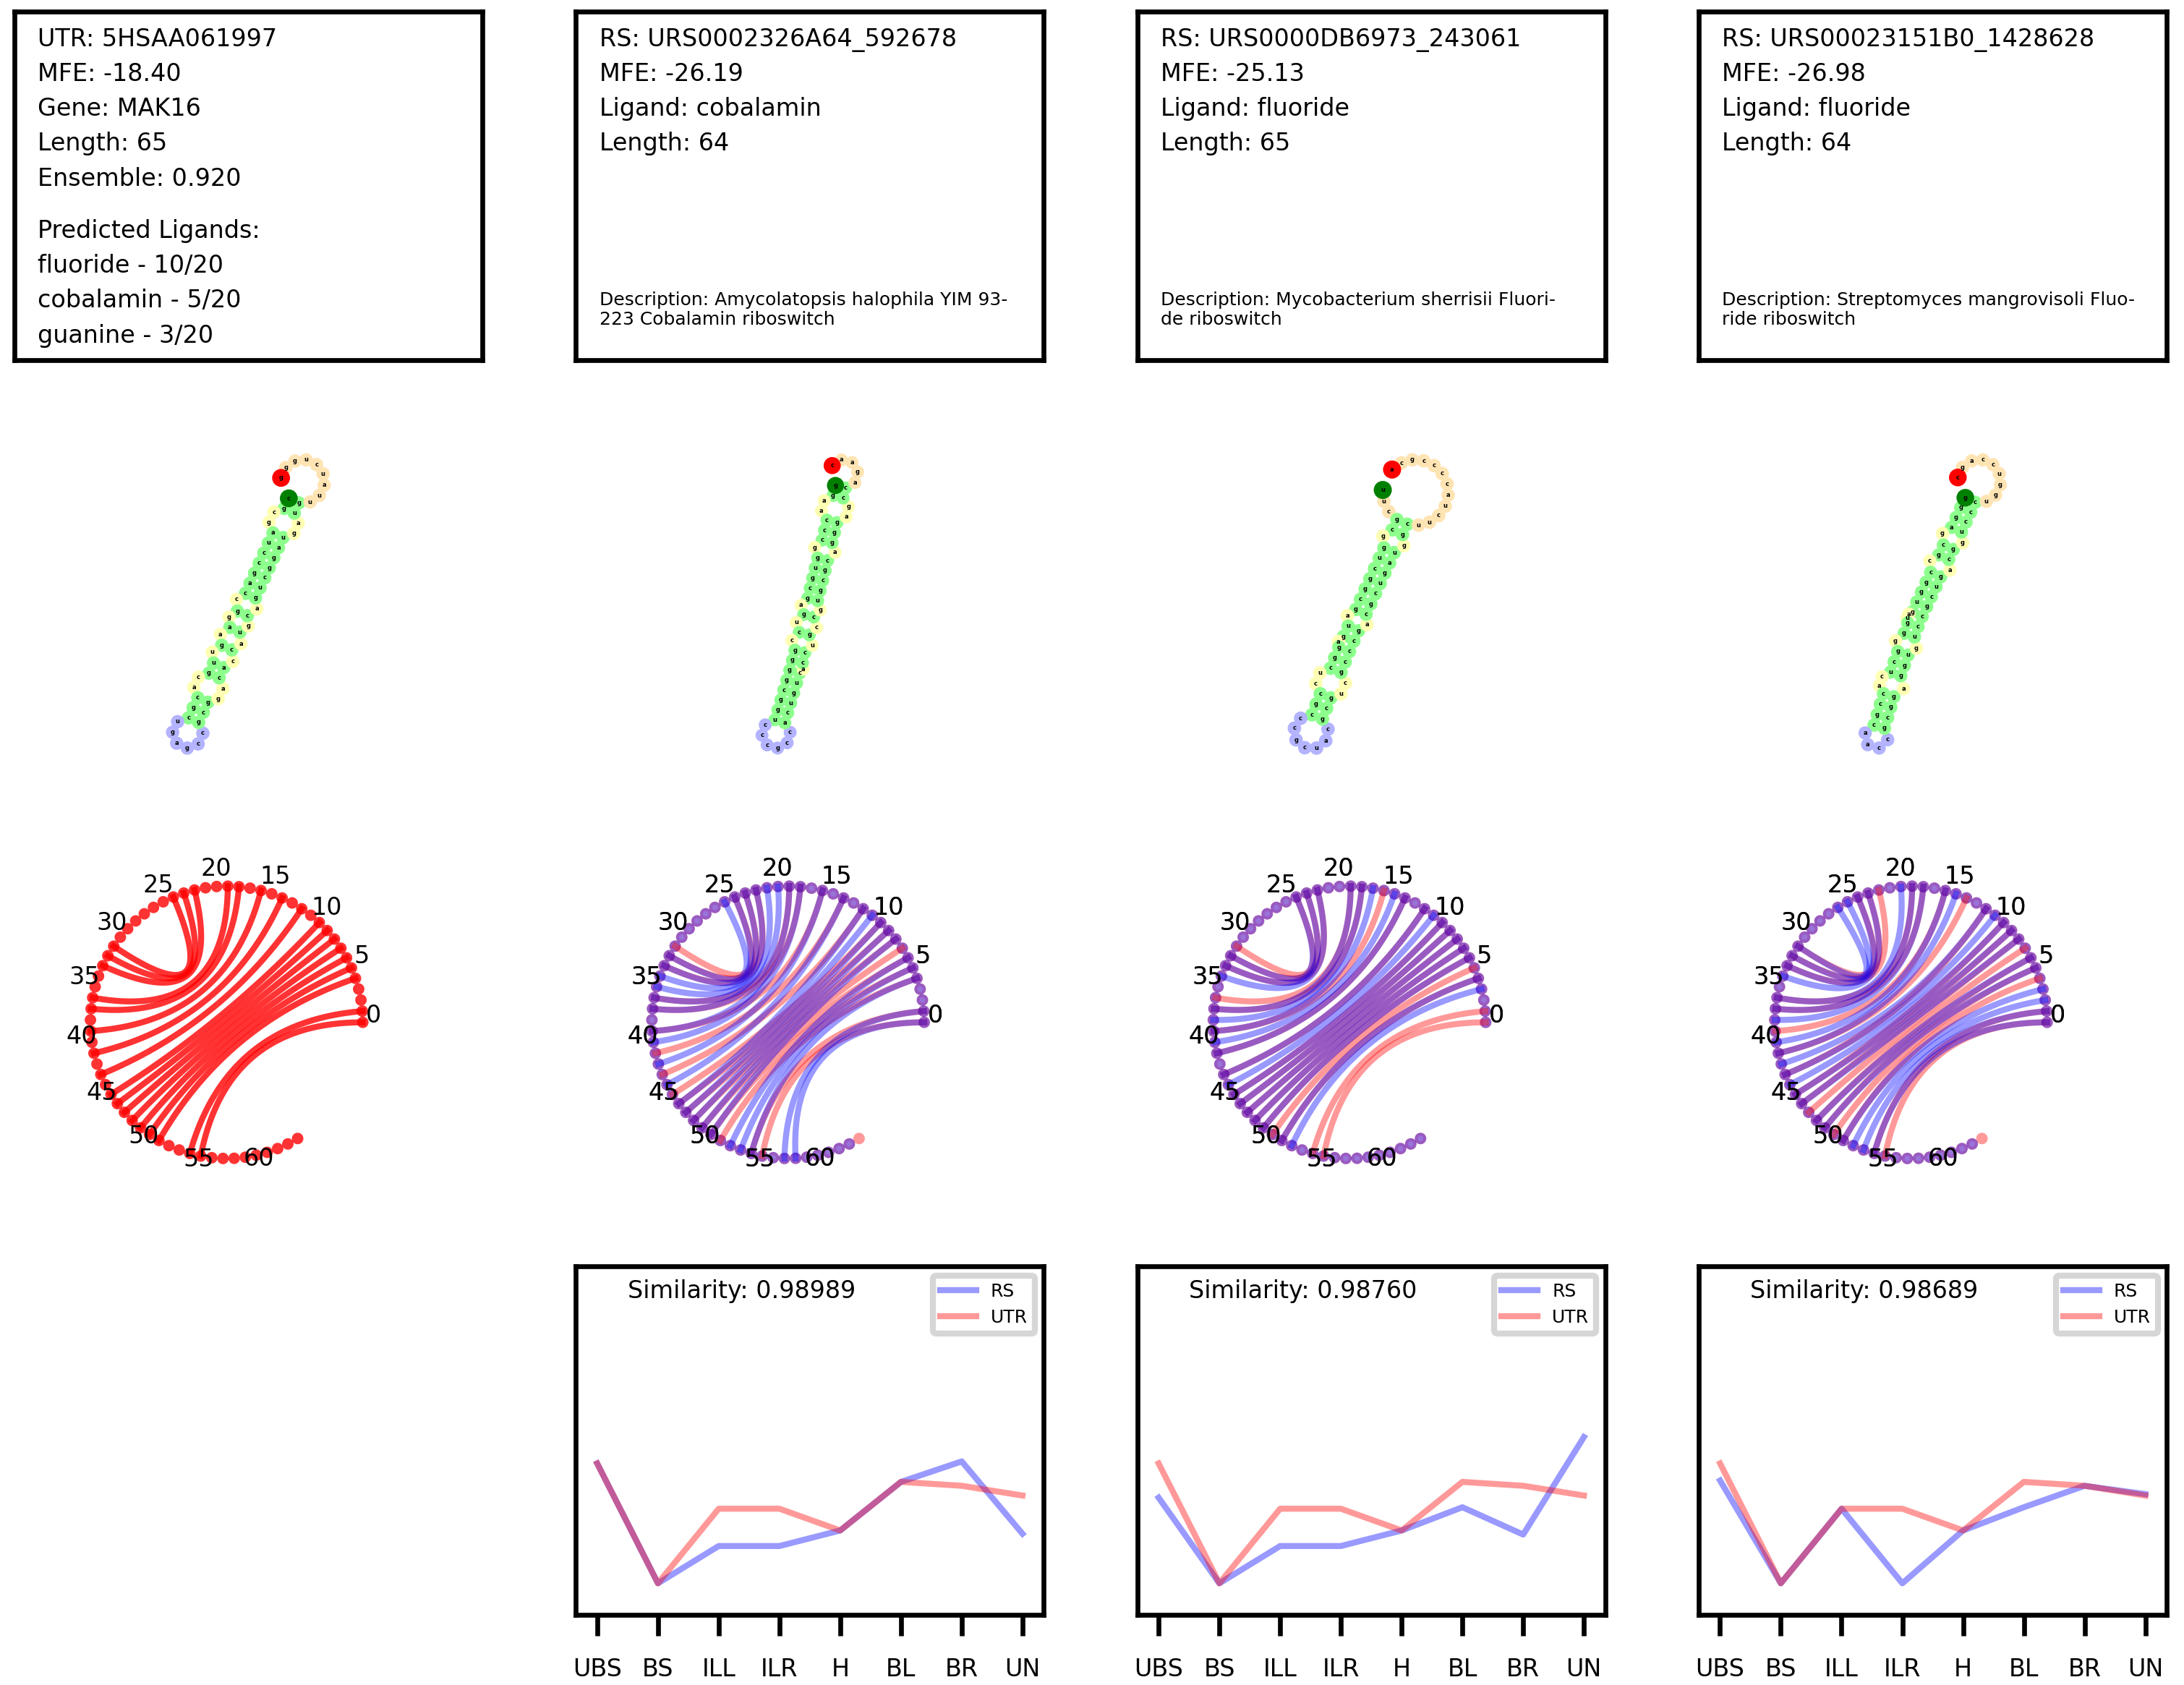 UTR: 5HSAA061997
MFE: -18.40
Gene: MAK16
Length: 65
Ensemble: 0.920
Predicted Ligands:
fluoride - 10/20
cobalamin - 5/20
guanine - 3/20
RS: URS0002326A64_592678
MFE: -26.19
Ligand: cobalamin
Length: 64
Description: Amycolatopsis halophila YIM 93-
223 Cobalamin riboswitch
RS: URS0000DB6973_243061
MFE: -25.13
Ligand: fluoride
Length: 65
Description: Mycobacterium sherrisii Fluori-
de riboswitch
RS: URS00023151B0_1428628
MFE: -26.98
Ligand: fluoride
Length: 64
Description: Streptomyces mangrovisoli Fluo-
ride riboswitch
0
5
10
15
20
25
30
35
40
45
50
55
60
0
5
10
15
20
25
30
35
40
45
50
55
60
0
5
10
15
20
25
30
35
40
45
50
55
60
0
5
10
15
20
25
30
35
40
45
50
55
60
Similarity: 0.98989
RS
UTR
UBS BS ILL ILR H BL BR UN
Similarity: 0.98760
RS
UTR
UBS BS ILL ILR H BL BR UN
Similarity: 0.98689
RS
UTR
UBS BS ILL ILR H BL BR UN